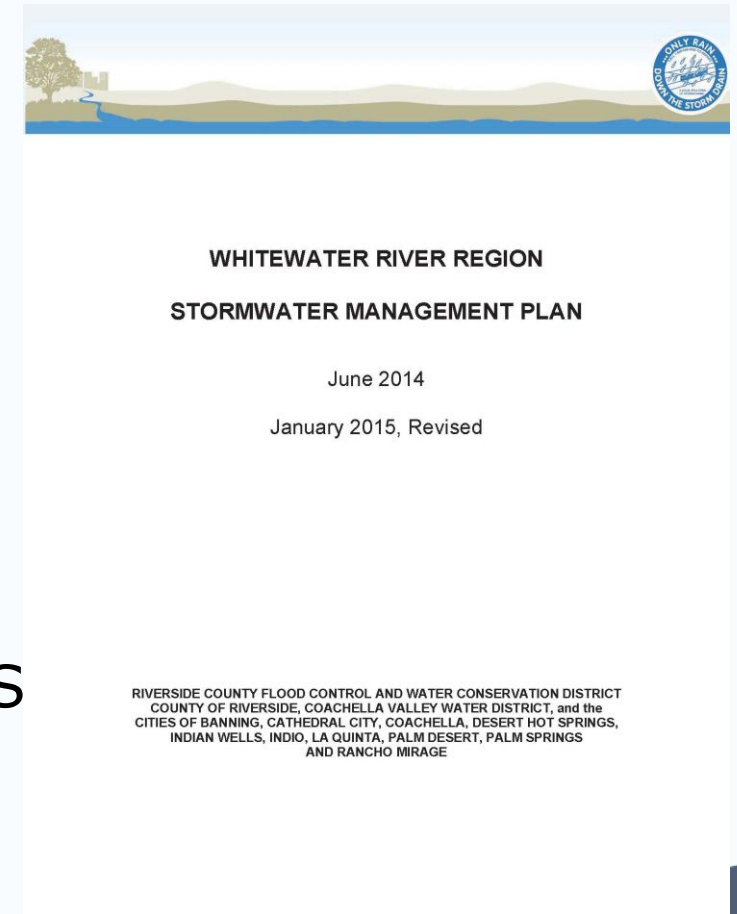 ONLY RAIN
DOWN THE STORM DRAIN
WHITEWATER RIVER REGION
STORMWATER MANAGEMENT PLAN
June 2014
January 2015, Revised
s
RIVERSIDE COUNTY FLOOD CONTROL AND WATER CONSERVATION DISTRICT
COUNTY OF RIVERSIDE, COACHELLA VALLEY WATER DISTRICT, and the
CITIES OF BANNING, CATHEDRAL CITY, COACHELLA, DESERT HOT SPRINGS,
INDIAN WELLS, INDIO, LA QUINTA, PALM DESERT, PALM SPRINGS
AND RANCHO MIRAGE